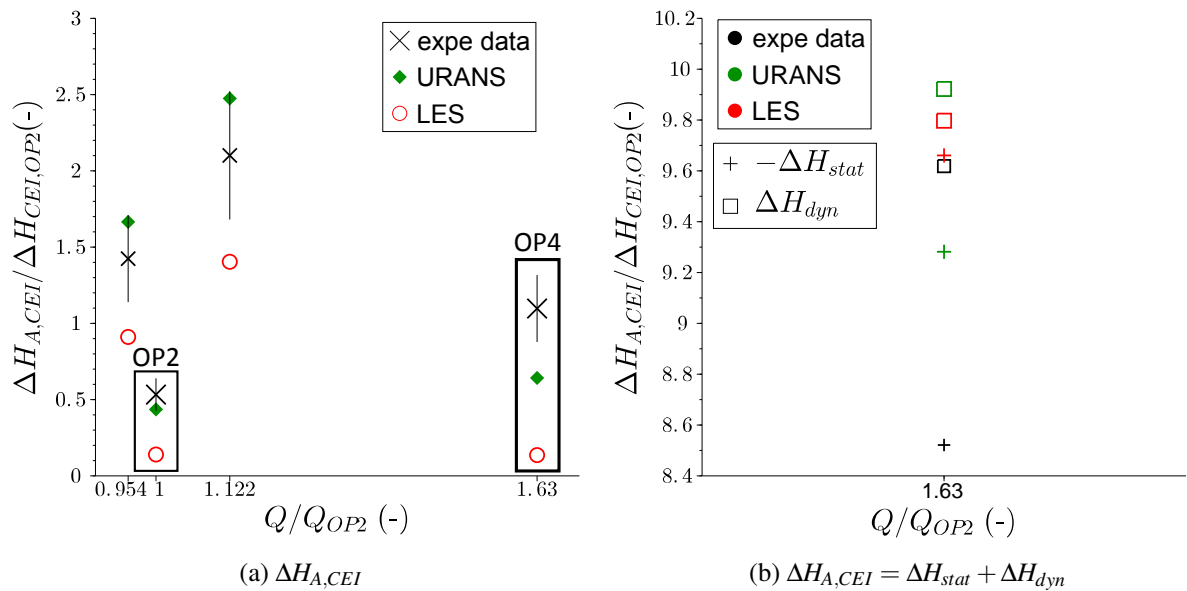 3
2.5
2
1.5
1
0.5
0
ΔH_{A,CEI}/ΔH_{CEI,OP2}(-)
expe data
URANS
LES
OP2
OP4
0.954 1 1.122 1.63
Q/Q_{OP2} (-)
(a) ΔH_{A,CEI}
10.2
10
9.8
9.6
9.4
9.2
9
8.8
8.6
8.4
ΔH_{A,CEI}/ΔH_{CEI,OP2}(-)
expe data
URANS
LES
−ΔH_{stat}
ΔH_{dyn}
1.63
Q/Q_{OP2} (-)
(b) ΔH_{A,CEI} = ΔH_{stat} + ΔH_{dyn}